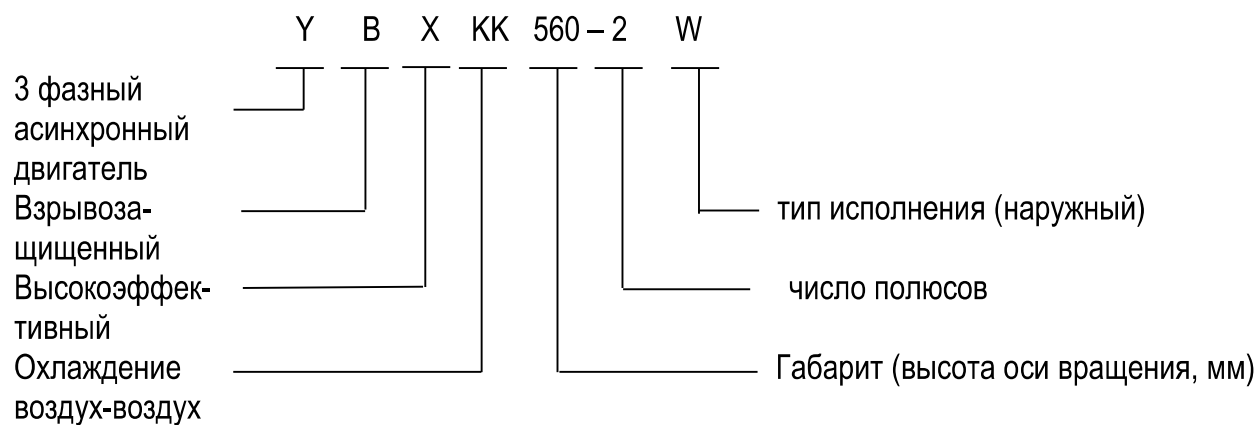 Y B X KK 560 – 2 W
3 фазный
асинхронный
двигатель
Взрывоза-
щищенный
Высокоэффек-
тивный
Охлаждение
воздух-воздух
тип исполнения (наружный)
число полюсов
Габарит (высота оси вращения, мм)